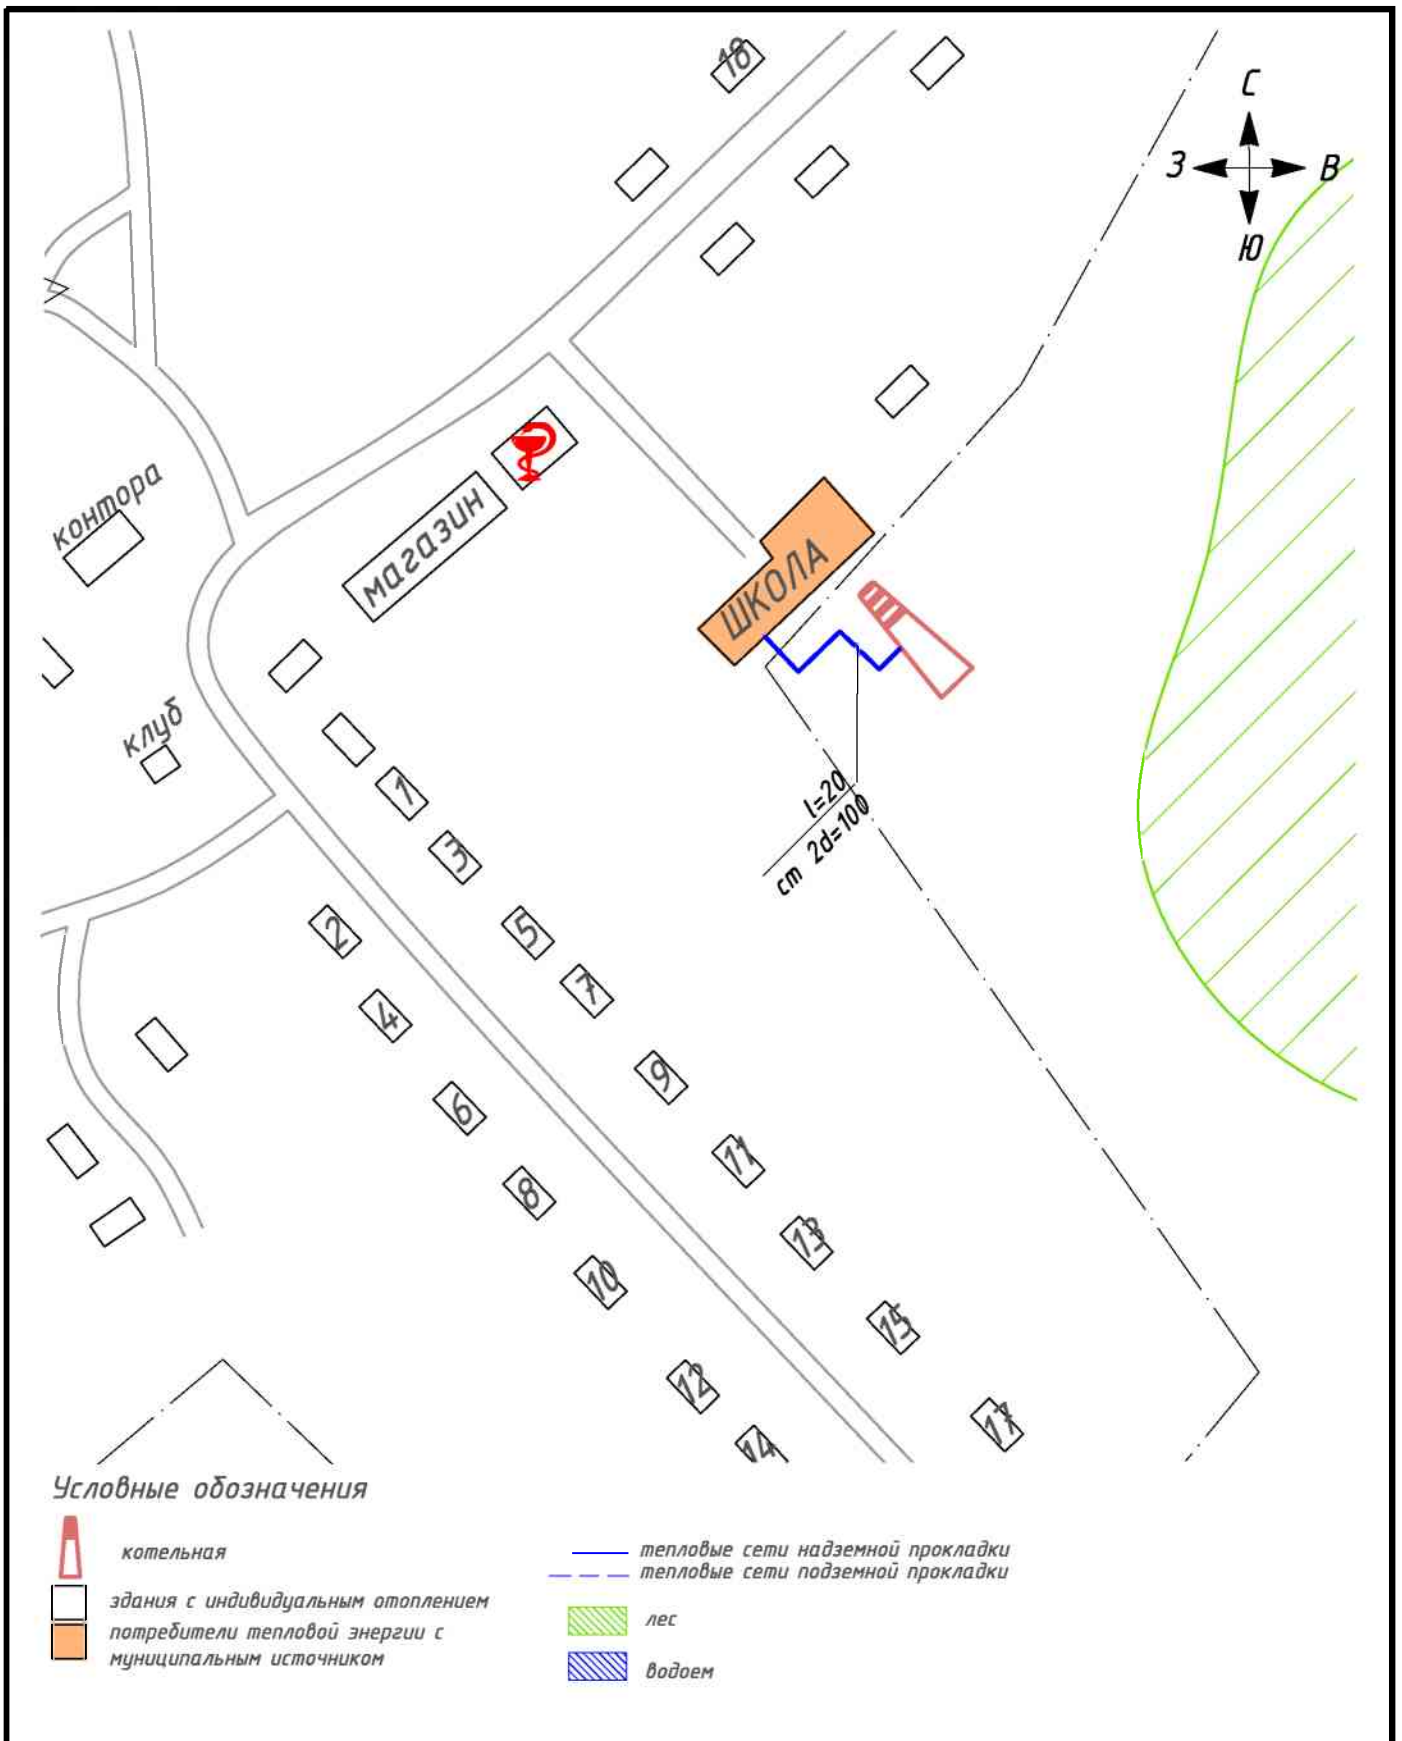 18
С
З
В
Ю
контора
магазин
ШКОЛА
клуб
l=20
ст 2d=100
1
3
2
5
7
4
9
6
11
8
13
10
15
12
17
14
Условные обозначения
котельная
здания с индивидуальным отоплением
потребители тепловой энергии с
муниципальным источником
тепловые сети надземной прокладки
тепловые сети подземной прокладки
лес
водоем